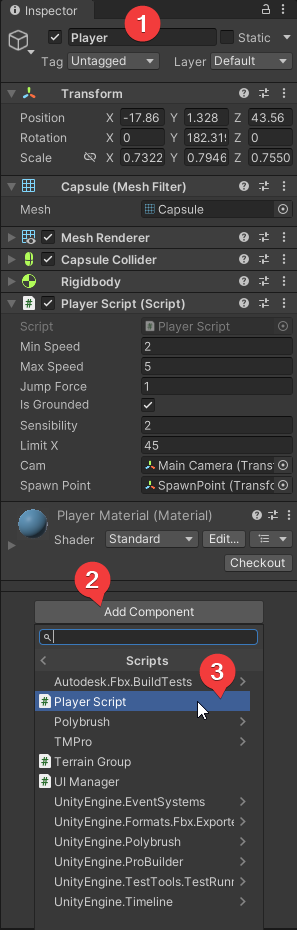 Inspector
Player
1
Static
Tag Untagged Layer Default
Transform
Position X -17.86 Y 1.328 Z 43.56
Rotation X 0 Y 182.319 Z 0
Scale X 0.7322 Y 0.7946 Z 0.7550
Capsule (Mesh Filter)
Mesh Capsule
Mesh Renderer
Capsule Collider
Rigidbody
# Player Script (Script)
Script # Player Script
Min Speed 2
Max Speed 5
Jump Force 1
Is Grounded
Sensibility 2
Limit X 45
Cam Main Camera (Trans
Spawn Point SpawnPoint (Transfo
Player Material (Material)
Shader Standard Edit...
Checkout
2
Add Component
Scripts
3
Autodesk.Fbx.BuildTests
# Player Script
Polybrush
TMPro
# Terrain Group
# UI Manager
UnityEngine.EventSystems
UnityEngine.Formats.Fbx.Exporte
UnityEngine.Polybrush
UnityEngine.ProBuilder
UnityEngine.TestTools.TestRunn
UnityEngine.Timeline